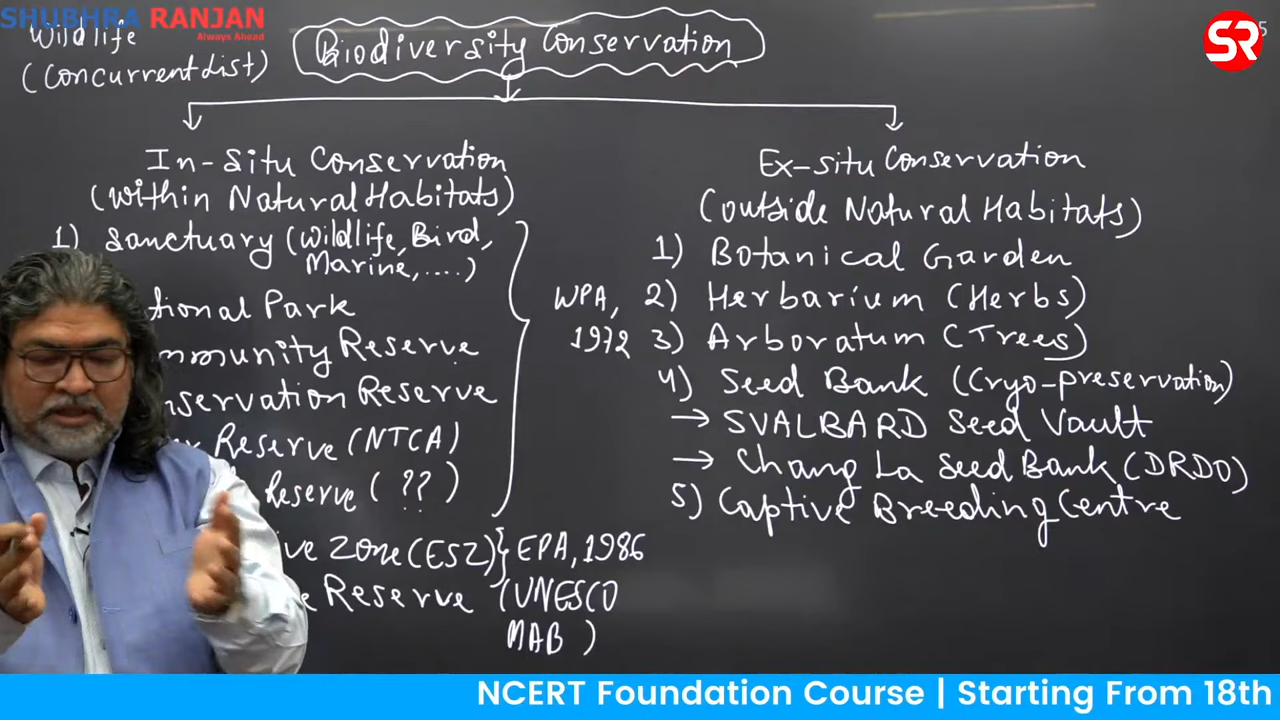 SHUBHRA RANJAN
Always Ahead
SR
5
Wildlife
(Concurrent List)
Biodiversity Conservation
In-situ Conservation
(within Natural Habitats)
1) Sanctuary (Wildlife, Bird,
Marine, ....)
tional Park
mmunity Reserve
nservation Reserve
Reserve (NTCA)
Reserve (??)
WPA,
1972
ive Zone (ESZ) } EPA, 1986
e Reserve (UNESCO
MAB)
Ex-situ Conservation
(outside Natural Habitats)
1) Botanical Garden
2) Herbarium (Herbs)
3) Arboratum (Trees)
4) Seed Bank (Cryo-preservation)
→ SVALBARD Seed Vault
→ Chang La Seed Bank (DRDO)
5) Captive Breeding Centre
NCERT Foundation Course | Starting From 18th